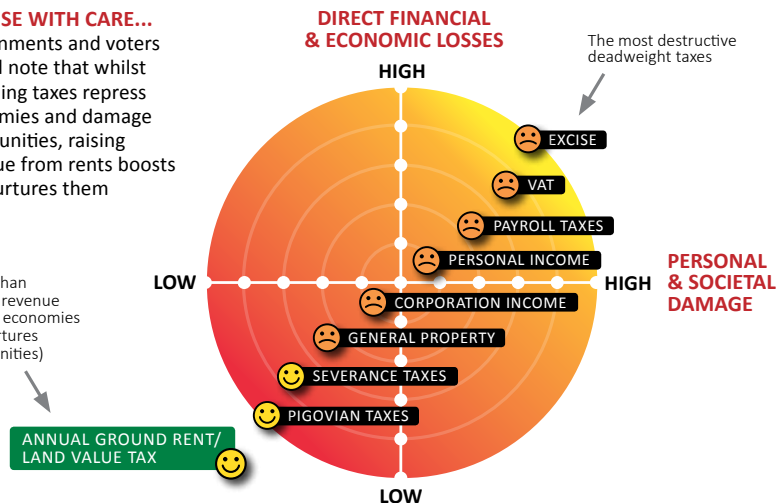 SE WITH CARE...
nments and voters
note that whilst
ing taxes repress
mies and damage
unities, raising
ue from rents boosts
urtures them
DIRECT FINANCIAL
& ECONOMIC LOSSES
HIGH
The most destructive
deadweight taxes
EXCISE
VAT
PAYROLL TAXES
PERSONAL INCOME
LOW
HIGH
PERSONAL
& SOCIETAL
DAMAGE
CORPORATION INCOME
GENERAL PROPERTY
SEVERANCE TAXES
PIGOVIAN TAXES
han
revenue
economies
rtures
nities)
ANNUAL GROUND RENT/
LAND VALUE TAX
LOW